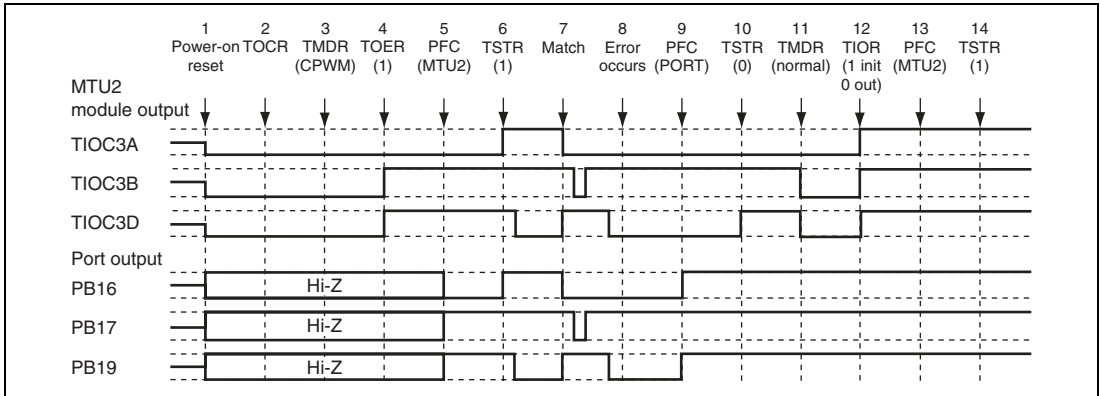 1 2 3 4 5 6 7 8 9 10 11 12 13 14
Power-on TOCR TMDR TOER PFC TSTR Match Error PFC TSTR TMDR TIOR PFC TSTR
reset (CPWM) (1) (MTU2) (1) occurs (PORT) (0) (normal) (1 init (MTU2) (1)
0 out)
MTU2
module output
TIOC3A
TIOC3B
TIOC3D
Port output
PB16 Hi-Z
PB17 Hi-Z
PB19 Hi-Z